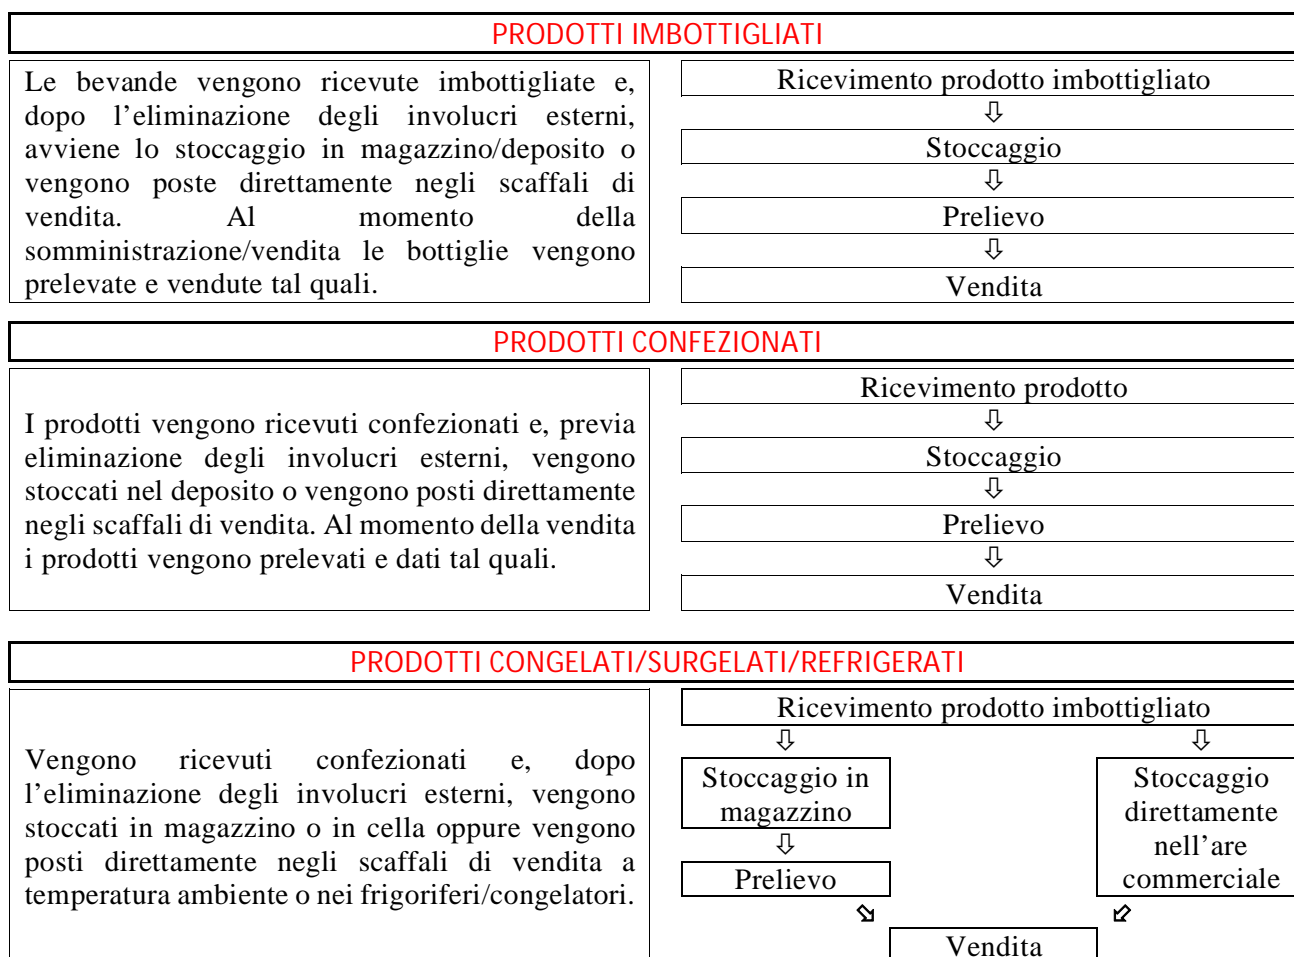 PRODOTTI IMBOTTIGLIATI
Le bevande vengono ricevute imbottigliate e,
dopo l’eliminazione degli involucri esterni,
avviene lo stoccaggio in magazzino/deposito o
vengono poste direttamente negli scaffali di
vendita. Al momento della
somministrazione/vendita le bottiglie vengono
prelevate e vendute tal quali.
Ricevimento prodotto imbottigliato
⇩
Stoccaggio
⇩
Prelievo
⇩
Vendita
PRODOTTI CONFEZIONATI
I prodotti vengono ricevuti confezionati e, previa
eliminazione degli involucri esterni, vengono
stoccati nel deposito o vengono posti direttamente
negli scaffali di vendita. Al momento della vendita
i prodotti vengono prelevati e dati tal quali.
Ricevimento prodotto
⇩
Stoccaggio
⇩
Prelievo
⇩
Vendita
PRODOTTI CONGELATI/SURGELATI/REFRIGERATI
Vengono ricevuti confezionati e, dopo
l’eliminazione degli involucri esterni, vengono
stoccati in magazzino o in cella oppure vengono
posti direttamente negli scaffali di vendita a
temperatura ambiente o nei frigoriferi/congelatori.
Ricevimento prodotto imbottigliato
⇩ ⇩
Stoccaggio in
magazzino
⇩
Prelievo
Stoccaggio
direttamente
nell’are
commerciale
Vendita